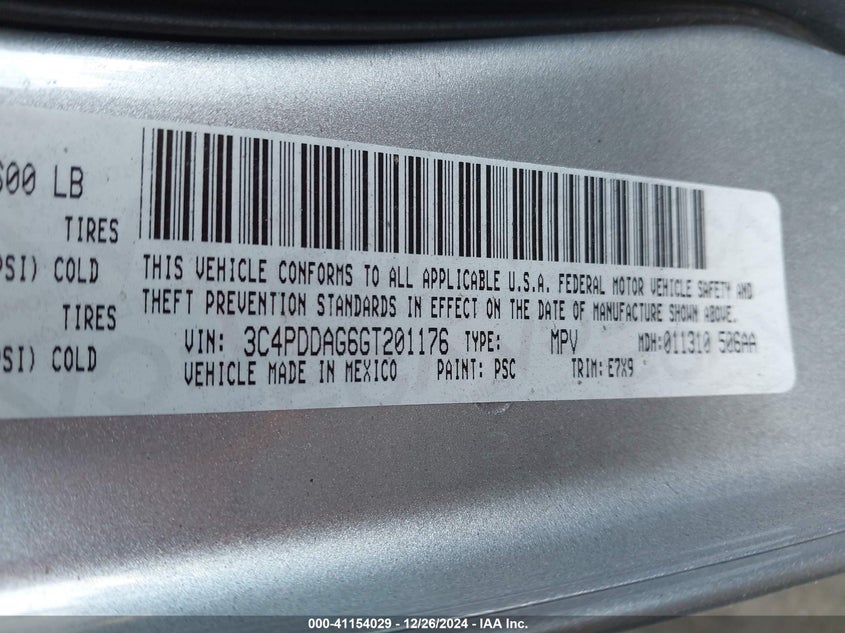 600 LB
TIRES
PSI) COLD
TIRES
PSI) COLD
THIS VEHICLE CONFORMS TO ALL APPLICABLE U.S.A. FEDERAL MOTOR VEHICLE SAFETY AND
THEFT PREVENTION STANDARDS IN EFFECT ON THE DATE OF MANUFACTURE SHOWN ABOVE.
VIN: 3C4PDDAG6GT201176 TYPE: MPV MDH: 011310 506AA
VEHICLE MADE IN MEXICO PAINT: PSC TRIM: E7X9
000-41154029 - 12/26/2024 - IAA Inc.